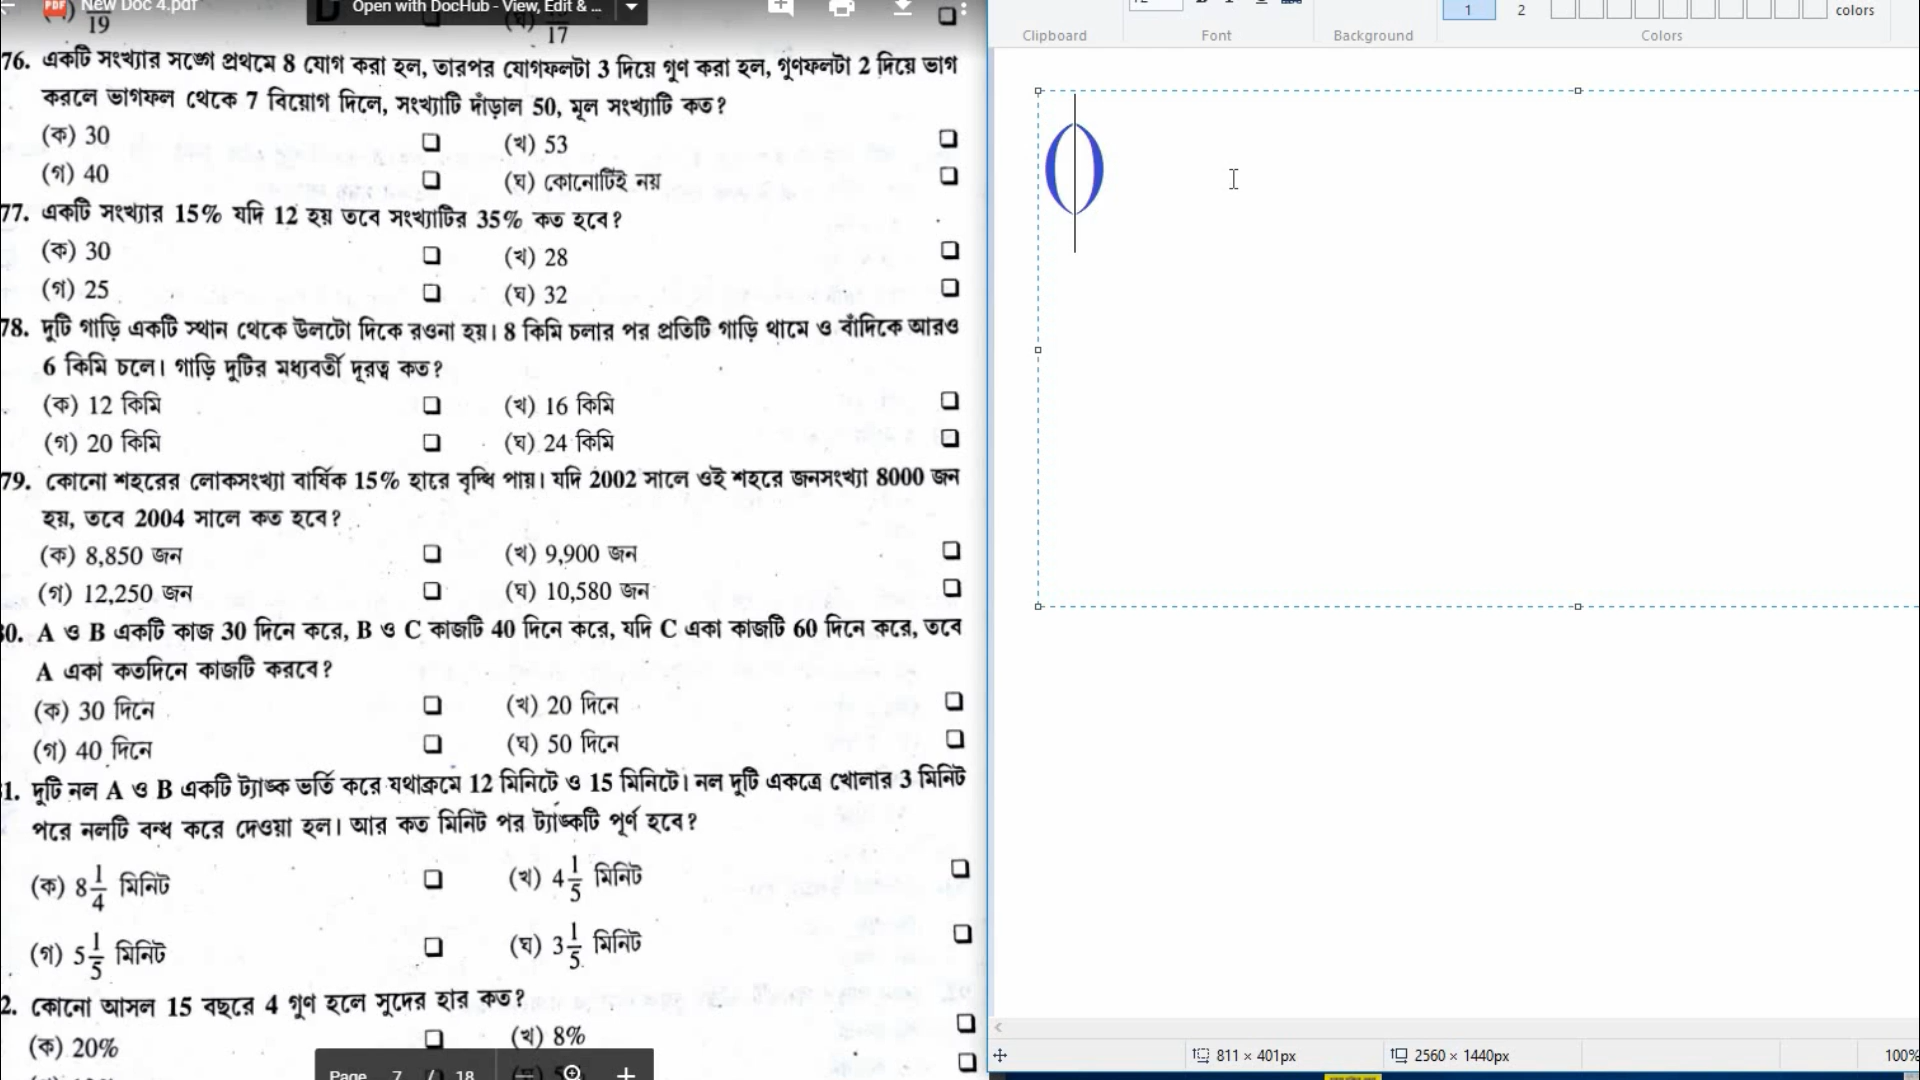 New Doc 4.pdf
Open with DocHub - View, Edit & ...
19
17
76. একটি সংখ্যার সঙ্গে প্রথমে 8 যোগ করা হল, তারপর যোগফলটা 3 দিয়ে গুণ করা হল, গুণফলটা 2 দিয়ে ভাগ
করলে ভাগফল থেকে 7 বিয়োগ দিলে, সংখ্যাটি দাঁড়াল 50, মূল সংখ্যাটি কত?
(ক) 30 (খ) 53
(গ) 40 (ঘ) কোনোটিই নয়
77. একটি সংখ্যার 15% যদি 12 হয় তবে সংখ্যাটির 35% কত হবে?
(ক) 30 (খ) 28
(গ) 25 (ঘ) 32
78. দুটি গাড়ি একটি স্থান থেকে উলটো দিকে রওনা হয়। 8 কিমি চলার পর প্রতিটি গাড়ি থামে ও বাঁদিকে আরও
6 কিমি চলে। গাড়ি দুটির মধ্যবর্তী দূরত্ব কত?
(ক) 12 কিমি (খ) 16 কিমি
(গ) 20 কিমি (ঘ) 24 কিমি
79. কোনো শহরের লোকসংখ্যা বার্ষিক 15% হারে বৃদ্ধি পায়। যদি 2002 সালে ওই শহরে জনসংখ্যা 8000 জন
হয়, তবে 2004 সালে কত হবে?
(ক) 8,850 জন (খ) 9,900 জন
(গ) 12,250 জন (ঘ) 10,580 জন
0. A ও B একটি কাজ 30 দিনে করে, B ও C কাজটি 40 দিনে করে, যদি C একা কাজটি 60 দিনে করে, তবে
A একা কতদিনে কাজটি করবে?
(ক) 30 দিনে (খ) 20 দিনে
(গ) 40 দিনে (ঘ) 50 দিনে
1. দুটি নল A ও B একটি ট্যাঙ্ক ভর্তি করে যথাক্রমে 12 মিনিটে ও 15 মিনিটে। নল দুটি একত্রে খোলার 3 মিনিট
পরে নলটি বন্ধ করে দেওয়া হল। আর কত মিনিট পর ট্যাঙ্কটি পূর্ণ হবে?
(ক) 8 1/4 মিনিট (খ) 4 1/5 মিনিট
(গ) 5 1/5 মিনিট (ঘ) 3 1/5 মিনিট
2. কোনো আসল 15 বছরে 4 গুণ হলে সুদের হার কত?
(ক) 20% (খ) 8%
Page 7 / 18
1 2 colors
Clipboard Font Background Colors
0
811 × 401px 2560 × 1440px 100%